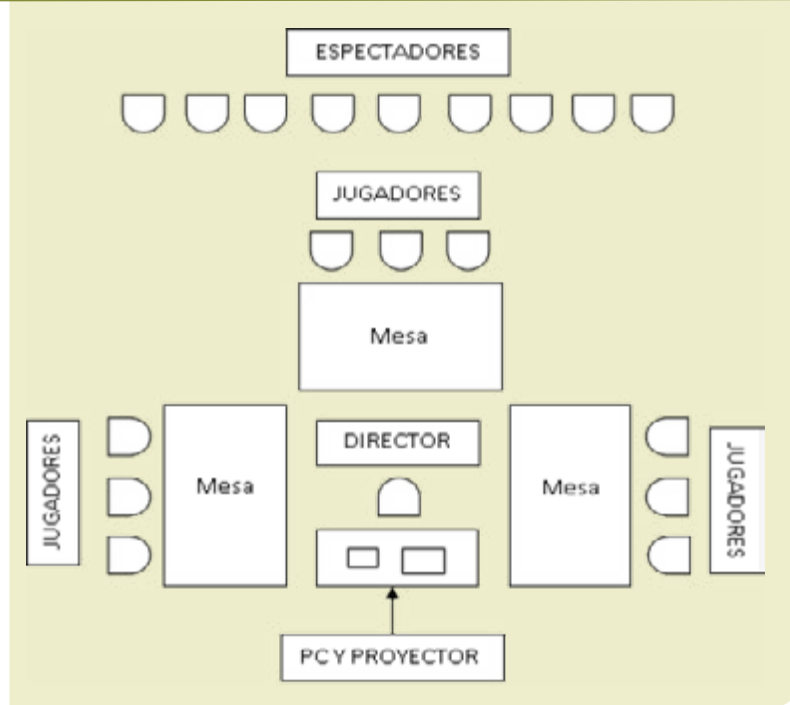 ESPECTADORES
JUGADORES
Mesa
JUGADORES
Mesa
DIRECTOR
Mesa
JUGADORES
PC Y PROYECTOR